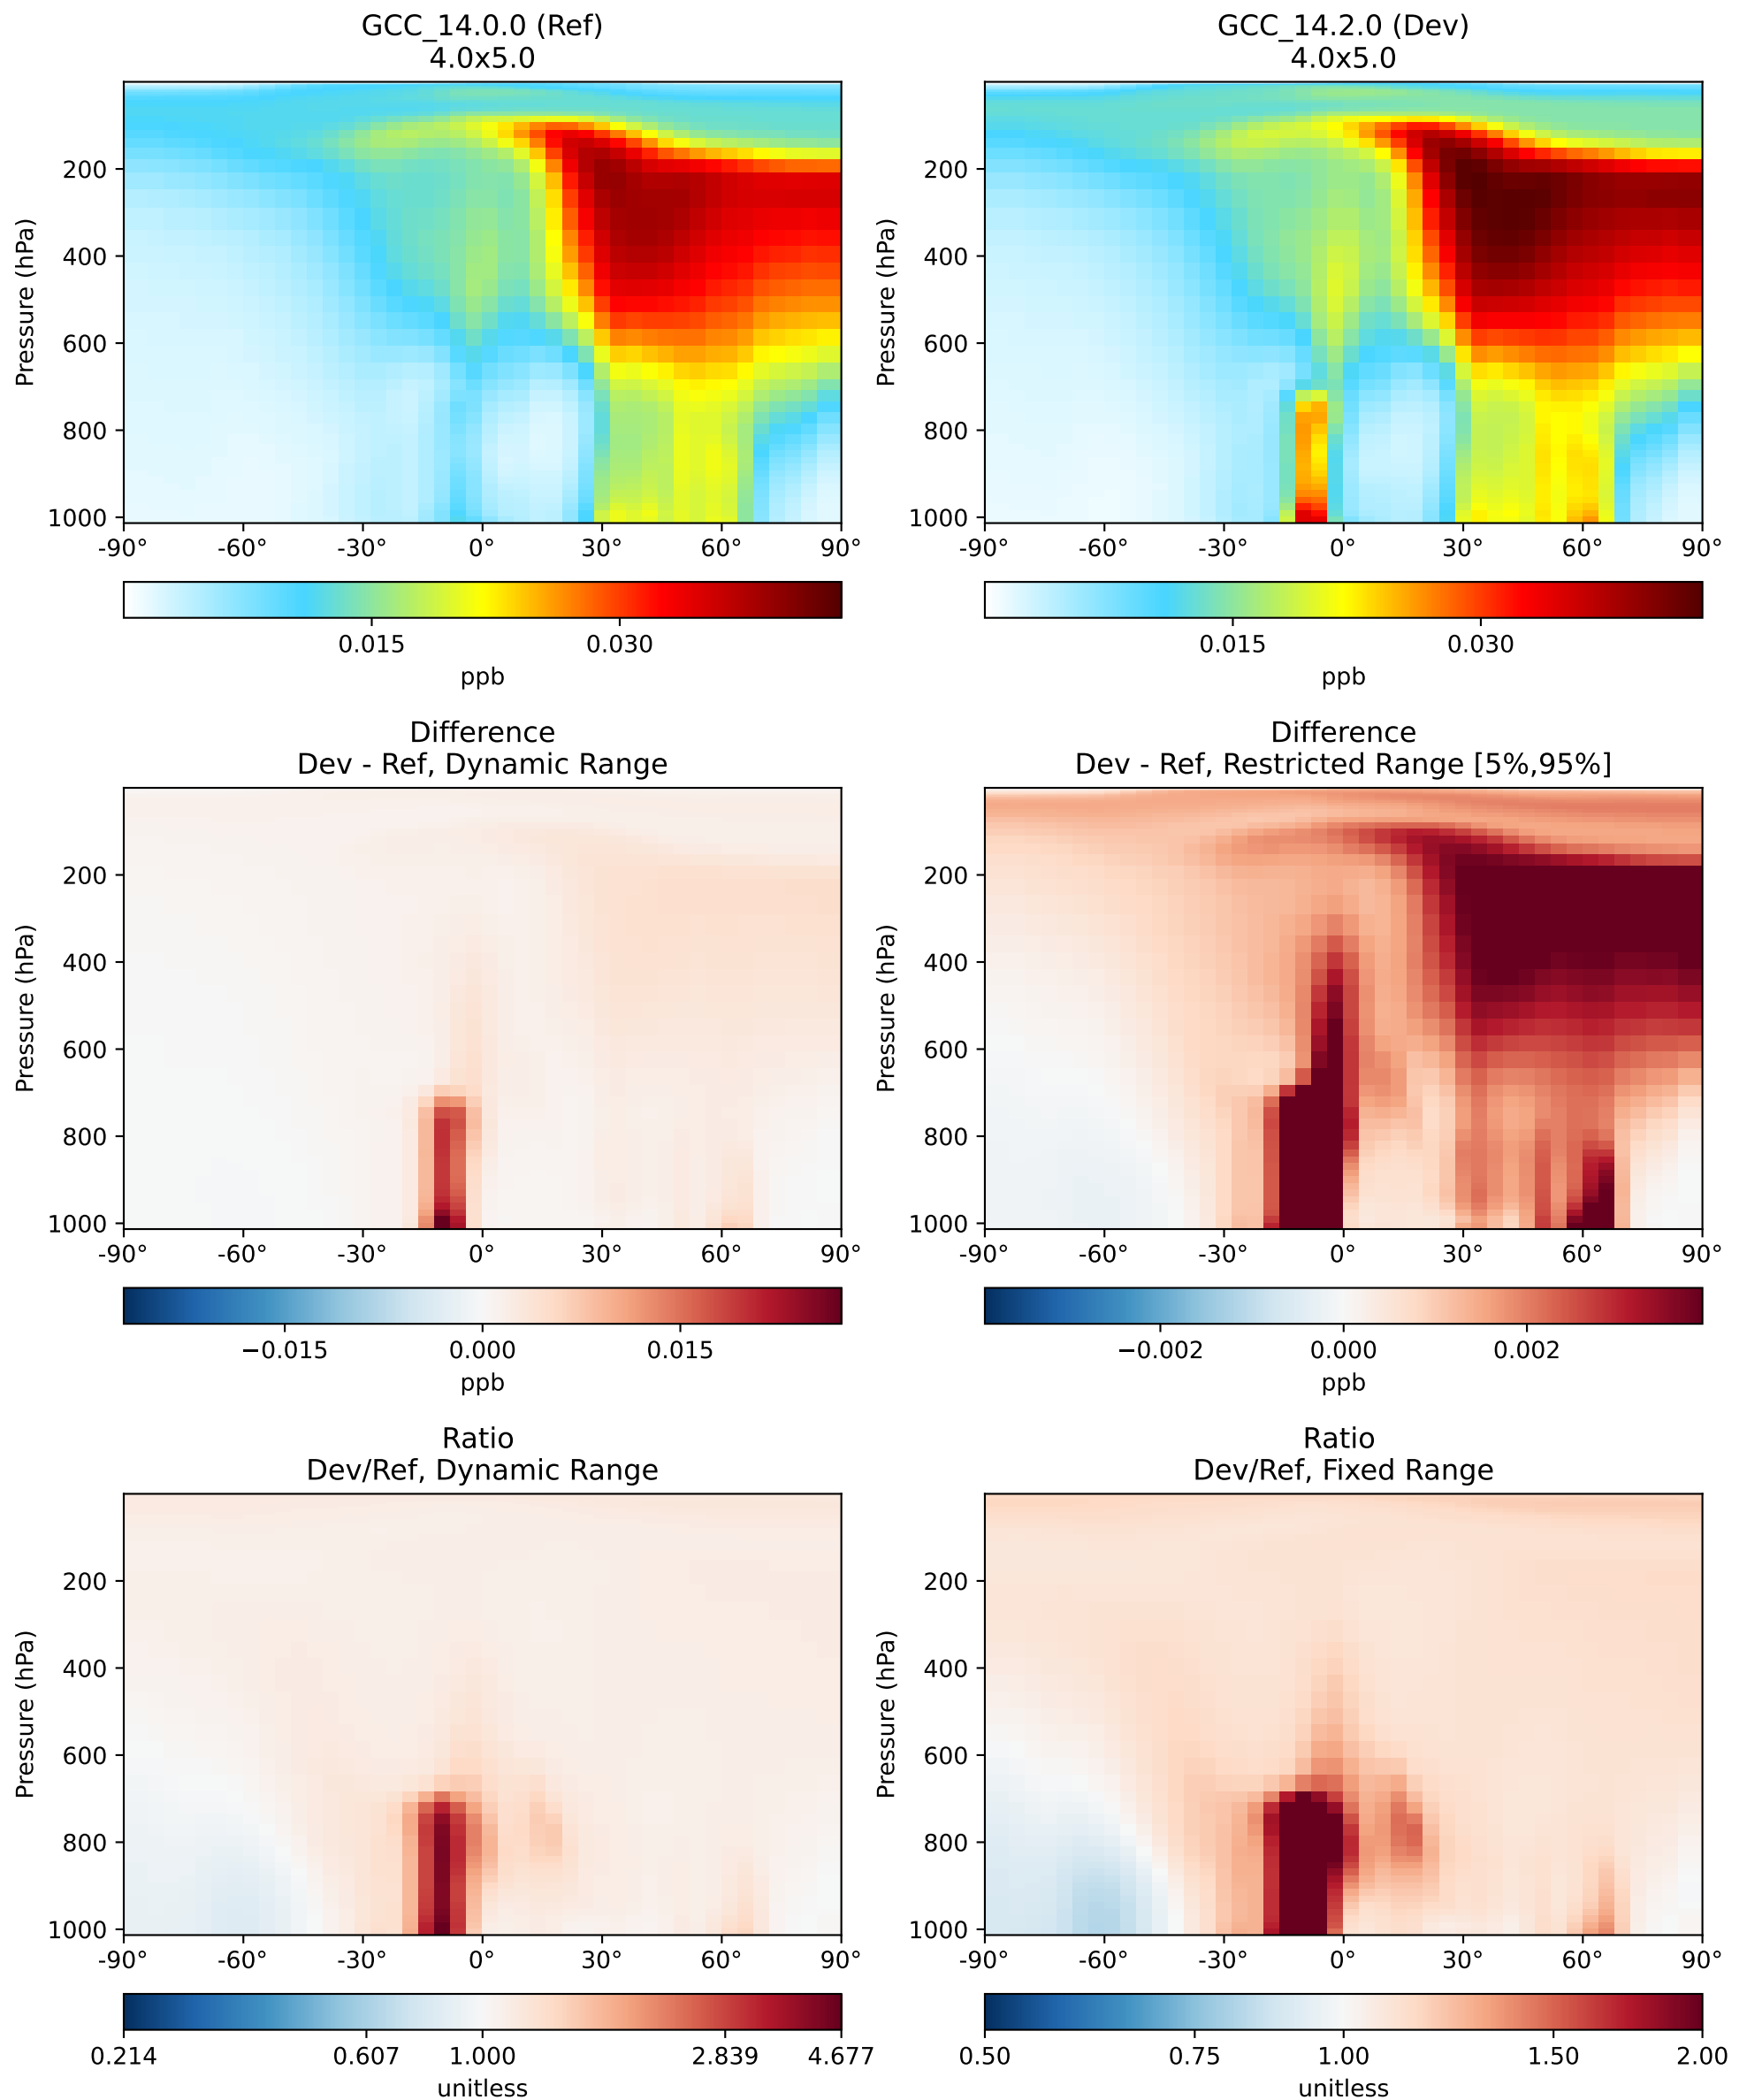 GCC_14.0.0 (Ref)
4.0x5.0
Pressure (hPa)
200
400
600
800
1000
-90° -60° -30° 0° 30° 60° 90°
0.015 0.030
ppb
GCC_14.2.0 (Dev)
4.0x5.0
Pressure (hPa)
200
400
600
800
1000
-90° -60° -30° 0° 30° 60° 90°
0.015 0.030
ppb
Difference
Dev - Ref, Dynamic Range
Pressure (hPa)
200
400
600
800
1000
-90° -60° -30° 0° 30° 60° 90°
−0.015 0.000 0.015
ppb
Difference
Dev - Ref, Restricted Range [5%,95%]
Pressure (hPa)
200
400
600
800
1000
-90° -60° -30° 0° 30° 60° 90°
−0.002 0.000 0.002
ppb
Ratio
Dev/Ref, Dynamic Range
Pressure (hPa)
200
400
600
800
1000
-90° -60° -30° 0° 30° 60° 90°
0.214 0.607 1.000 2.839 4.677
unitless
Ratio
Dev/Ref, Fixed Range
Pressure (hPa)
200
400
600
800
1000
-90° -60° -30° 0° 30° 60° 90°
0.50 0.75 1.00 1.50 2.00
unitless